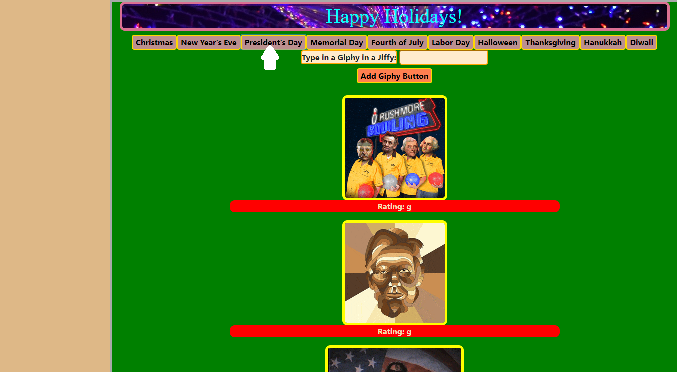 Happy Holidays!
Christmas New Year's Eve President's Day Memorial Day Fourth of July Labor Day Halloween Thanksgiving Hanukkah Diwali
Type in a Giphy in a Jiffy:
Add Giphy Button
RUSHMORE
BOWLING
Rating: g
Rating: g